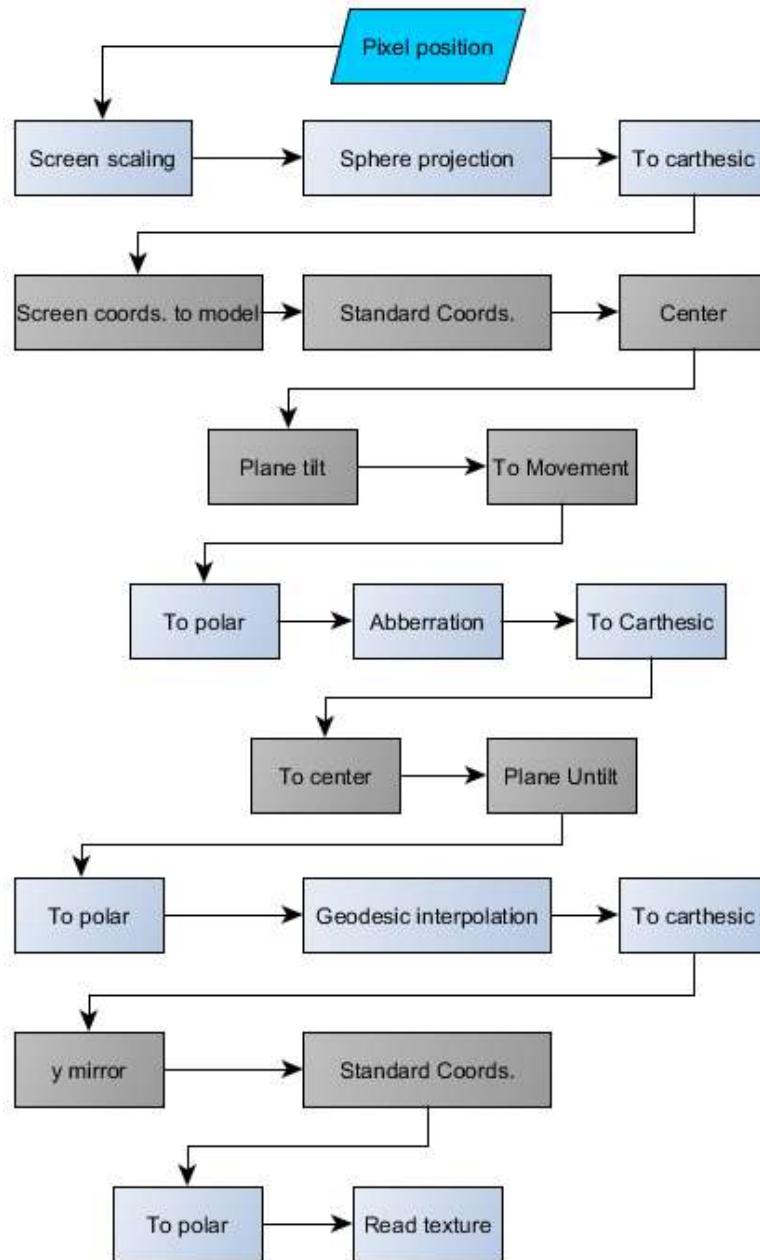 Pixel position
Screen scaling
Sphere projection
To carthesic
Screen coords. to model
Standard Coords.
Center
Plane tilt
To Movement
To polar
Abberration
To Carthesic
To center
Plane Untilt
To polar
Geodesic interpolation
To carthesic
y mirror
Standard Coords.
To polar
Read texture